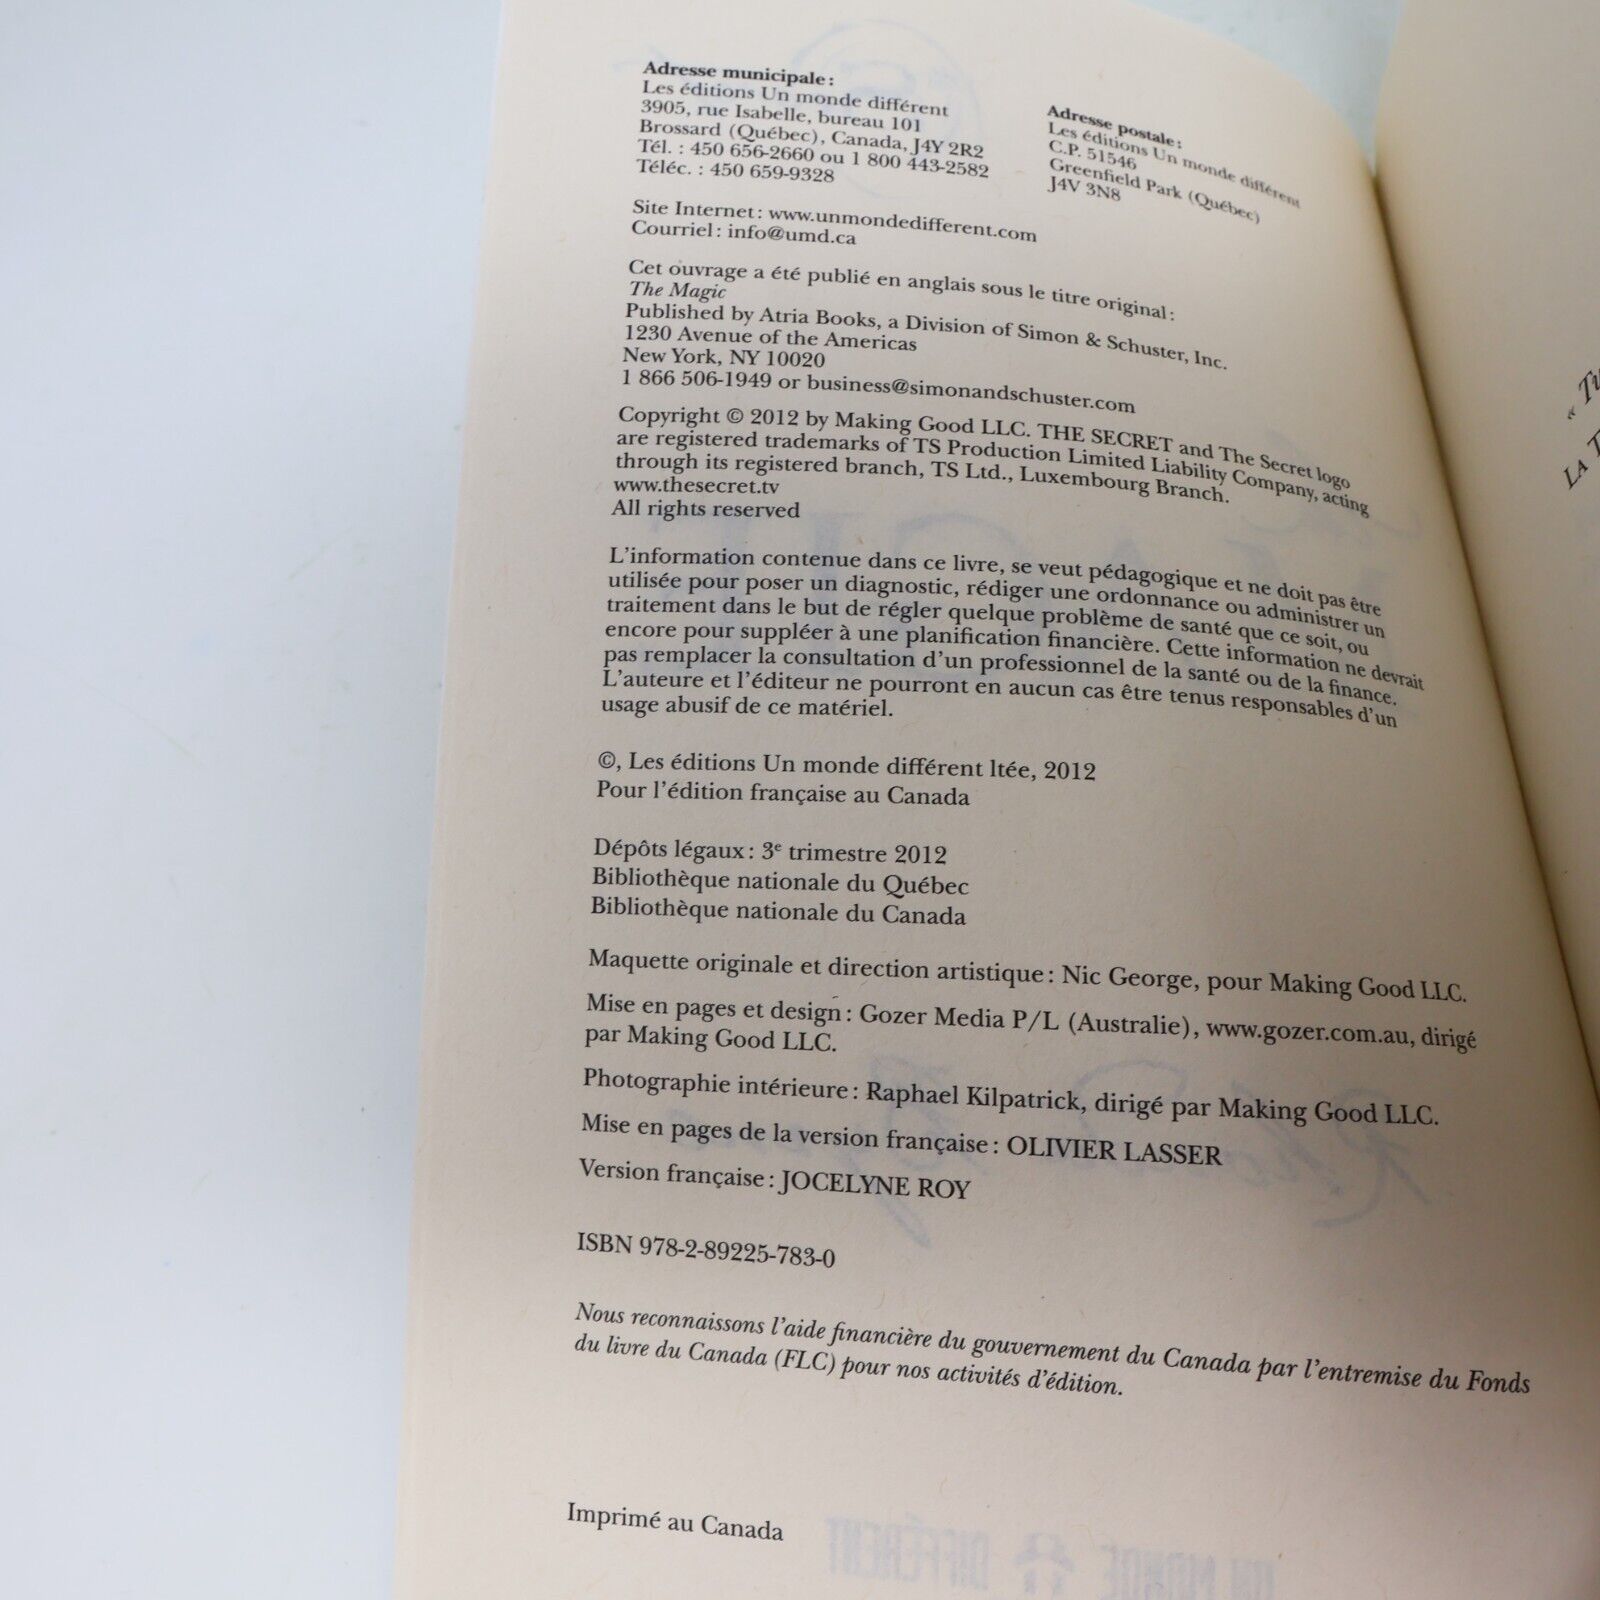 Adresse municipale :
Les éditions Un monde différent
3905, rue Isabelle, bureau 101
Brossard (Québec), Canada, J4Y 2R2
Tél. : 450 656-2660 ou 1 800 443-2582
Téléc. : 450 659-9328
Adresse postale :
Les éditions Un monde différent
C.P. 51546
Greenfield Park (Québec)
J4V 3N8
Site Internet : www.unmondedifferent.com
Courriel : info@umd.ca
Cet ouvrage a été publié en anglais sous le titre original :
The Magic
Published by Atria Books, a Division of Simon & Schuster, Inc.
1230 Avenue of the Americas
New York, NY 10020
1 866 506-1949 or business@simonandschuster.com
Copyright © 2012 by Making Good LLC. THE SECRET and The Secret logo
are registered trademarks of TS Production Limited Liability Company, acting
through its registered branch, TS Ltd., Luxembourg Branch.
www.thesecret.tv
All rights reserved
L'information contenue dans ce livre, se veut pédagogique et ne doit pas être
utilisée pour poser un diagnostic, rédiger une ordonnance ou administrer un
traitement dans le but de régler quelque problème de santé que ce soit, ou
encore pour suppléer à une planification financière. Cette information ne devrait
pas remplacer la consultation d'un professionnel de la santé ou de la finance.
L'auteure et l'éditeur ne pourront en aucun cas être tenus responsables d'un
usage abusif de ce matériel.
©, Les éditions Un monde différent ltée, 2012
Pour l'édition française au Canada
Dépôts légaux : 3e trimestre 2012
Bibliothèque nationale du Québec
Bibliothèque nationale du Canada
Maquette originale et direction artistique : Nic George, pour Making Good LLC.
Mise en pages et design : Gozer Media P/L (Australie), www.gozer.com.au, dirigé
par Making Good LLC.
Photographie intérieure : Raphael Kilpatrick, dirigé par Making Good LLC.
Mise en pages de la version française : OLIVIER LASSER
Version française : JOCELYNE ROY
ISBN 978-2-89225-783-0
Nous reconnaissons l'aide financière du gouvernement du Canada par l'entremise du Fonds
du livre du Canada (FLC) pour nos activités d'édition.
Imprimé au Canada
LA